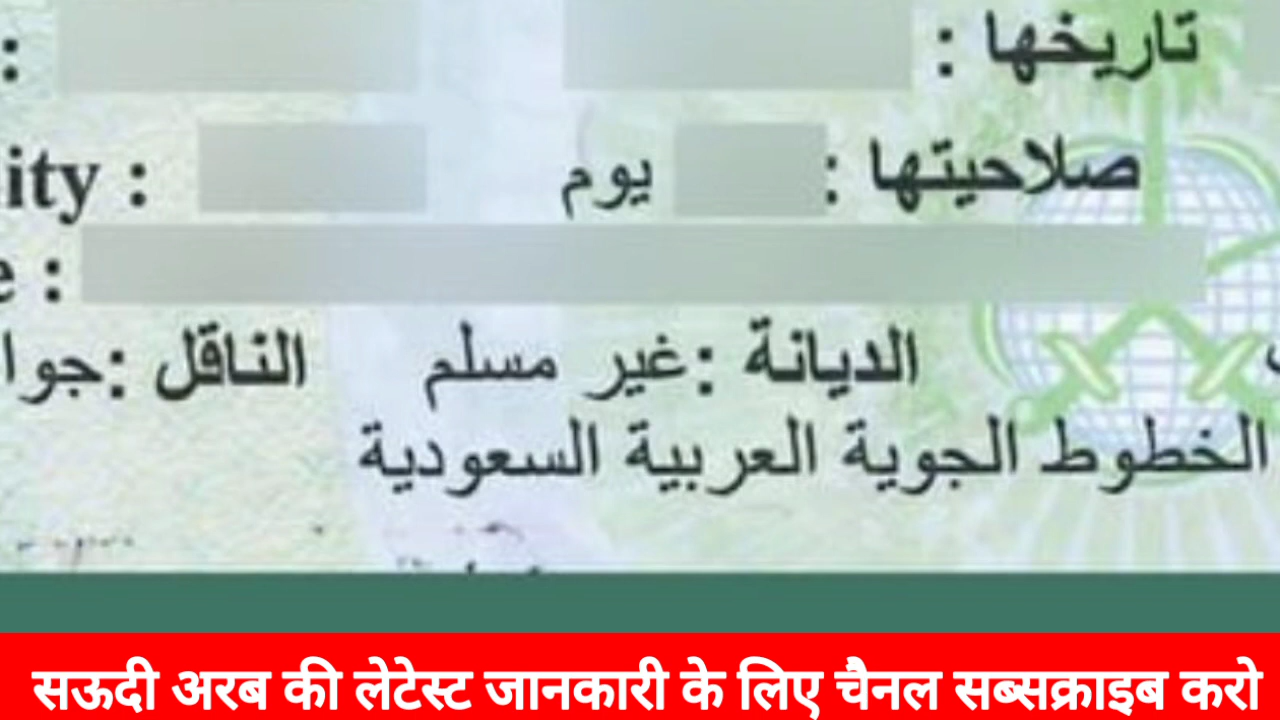 : تاريخها :
ity : يوم صلاحيتها :
e :
الديانة :غير مسلم الناقل :جوا
الخطوط الجوية العربية السعودية
सऊदी अरब की लेटेस्ट जानकारी के लिए चैनल सब्सक्राइब करो